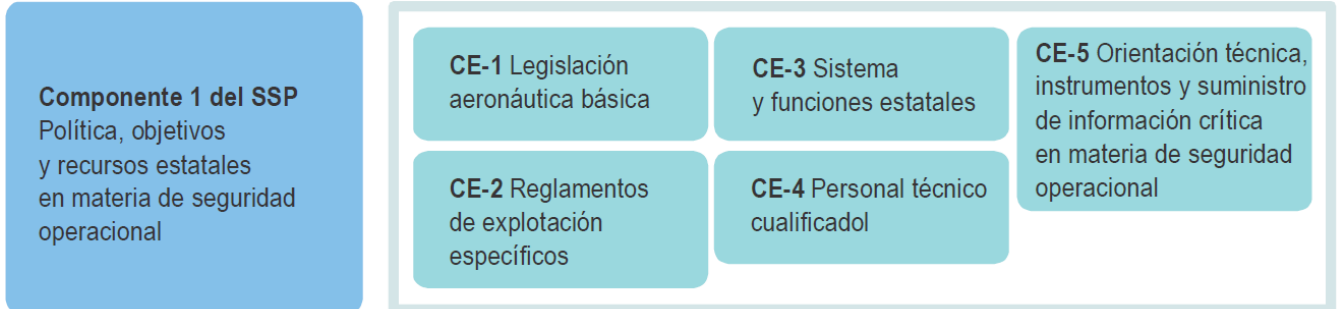 Componente 1 del SSP
Política, objetivos
y recursos estatales
en materia de seguridad
operacional
CE-1 Legislación
aeronáutica básica
CE-2 Reglamentos
de explotación
específicos
CE-3 Sistema
y funciones estatales
CE-4 Personal técnico
cualificadol
CE-5 Orientación técnica,
instrumentos y suministro
de información crítica
en materia de seguridad
operacional